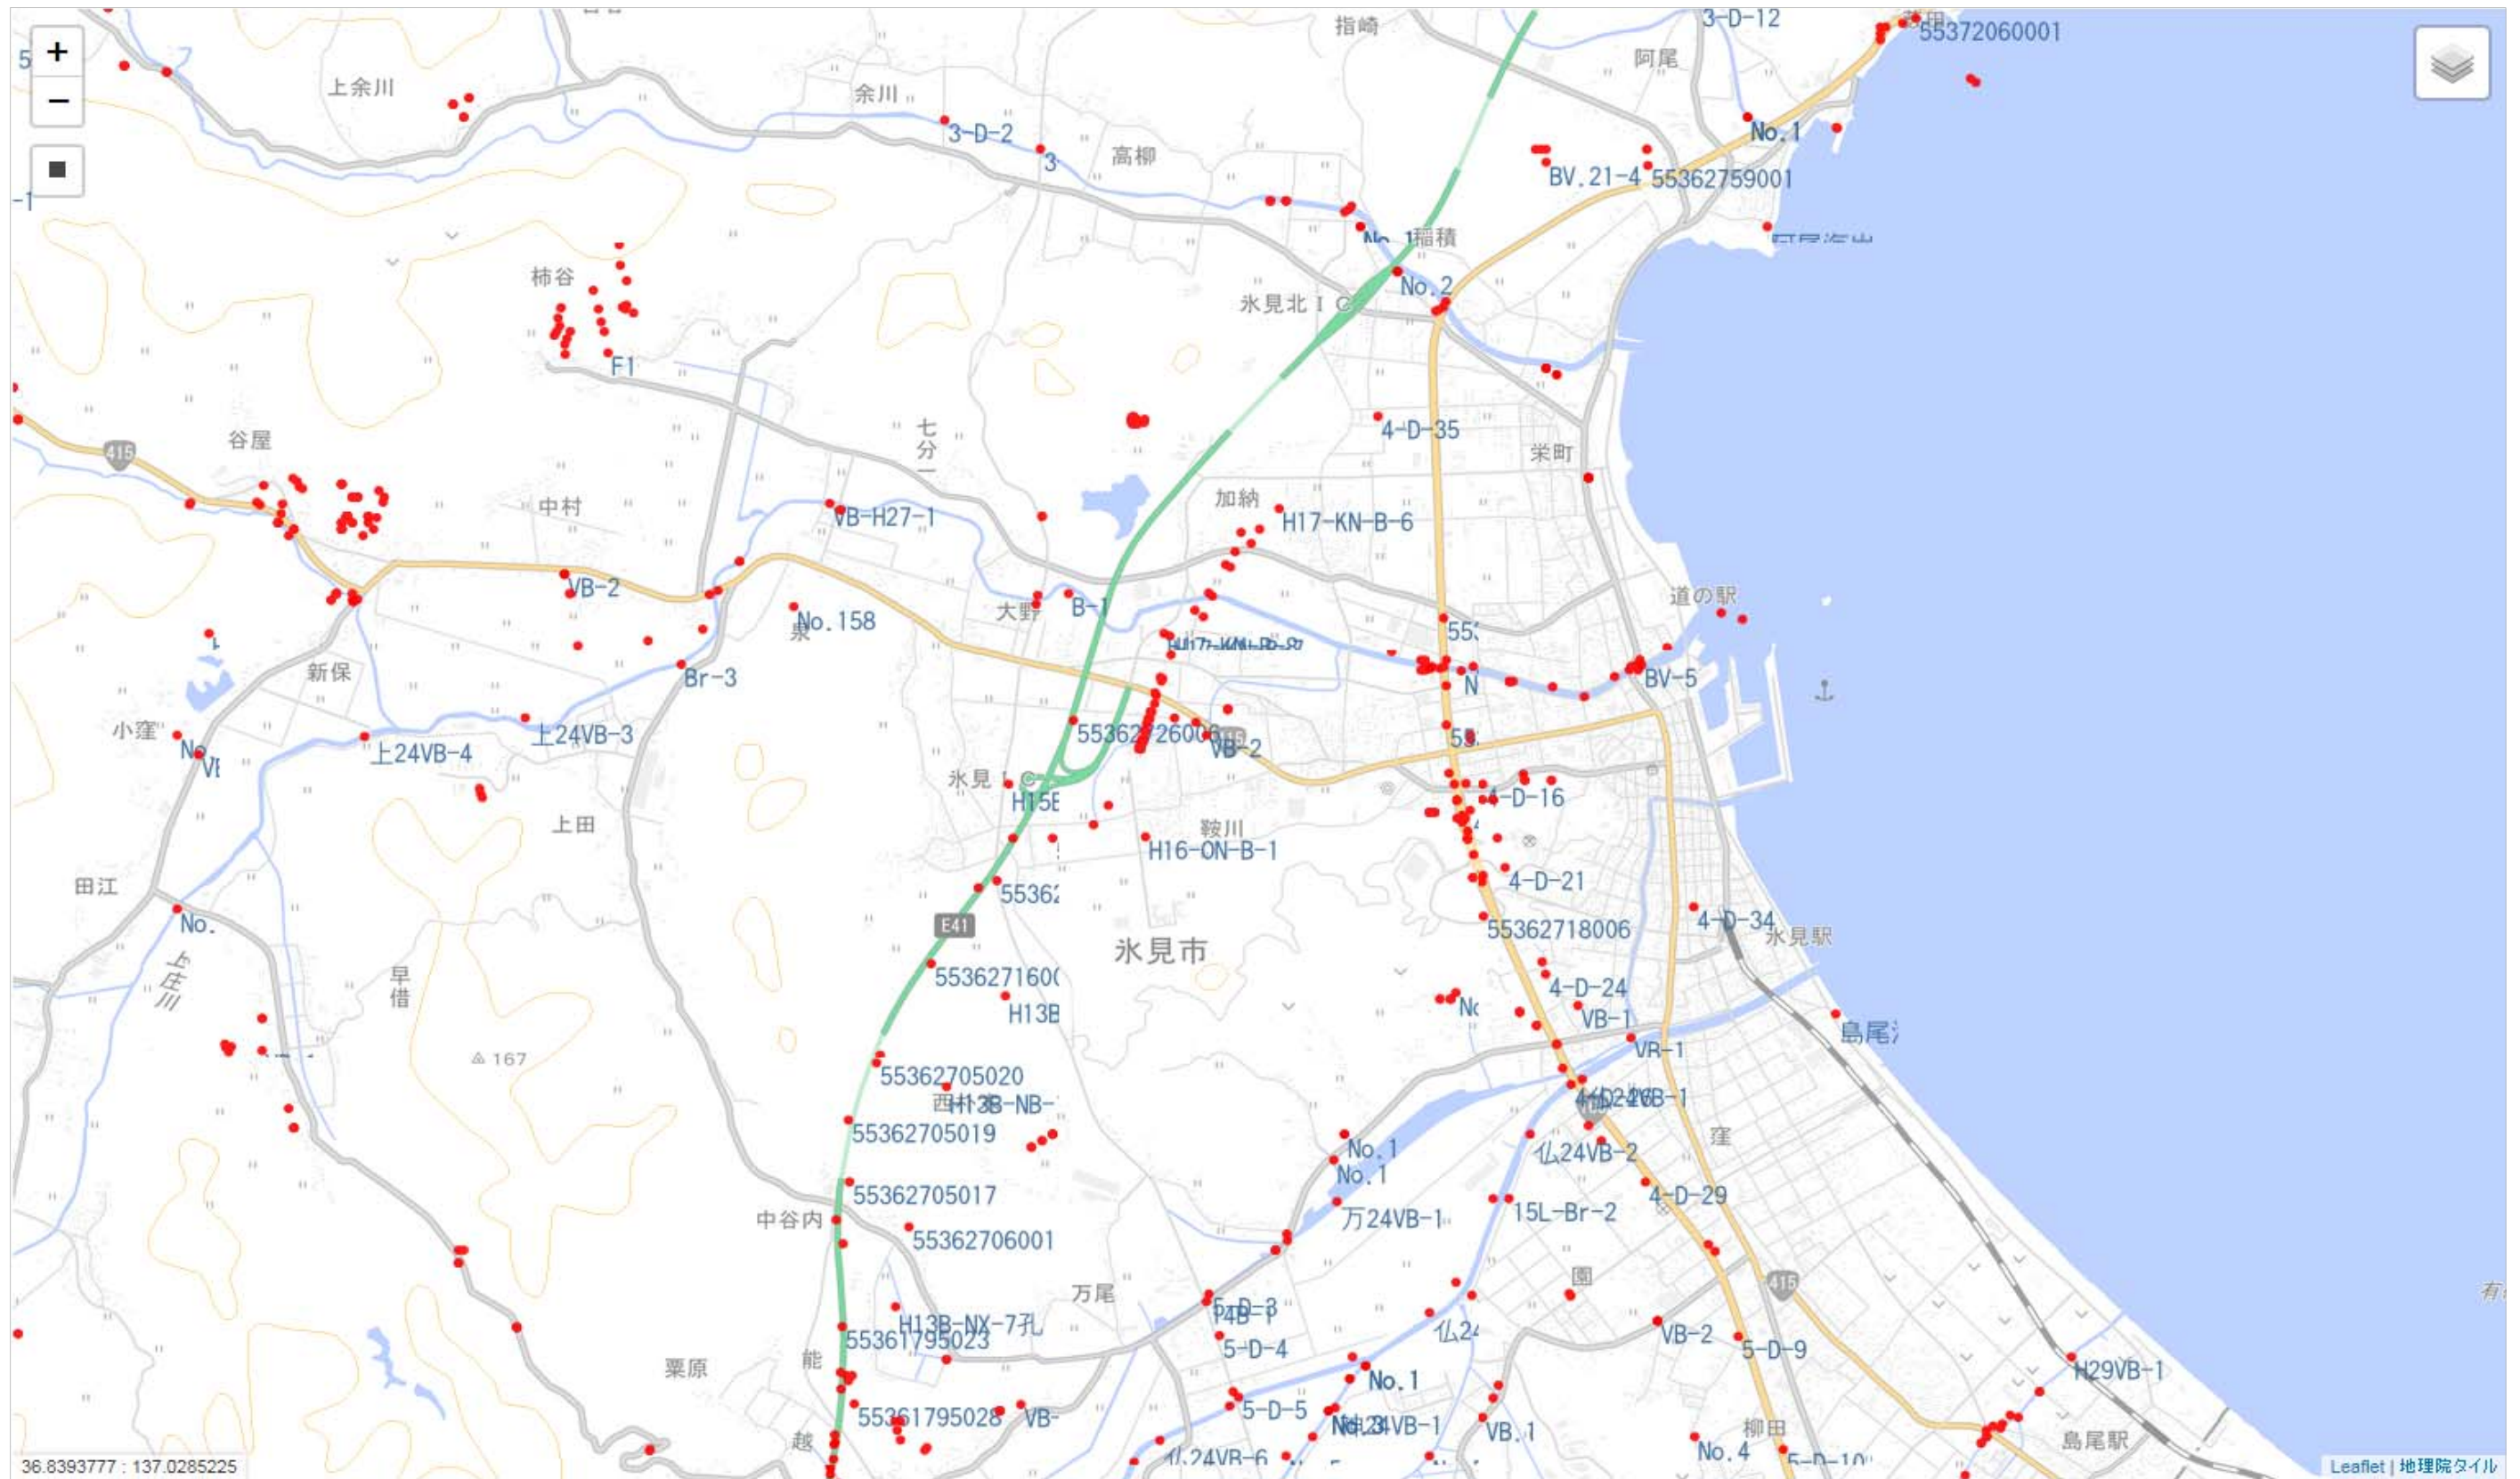 +
−
指崎
3-D-12
阿尾
55372060001
5
上余川
余川
3-D-2
3
高柳
No.1
BV.21-4
55362759001
-1
稲積
No.2
柿谷
氷見北IC
F1
谷屋
415
七分一
4-D-35
栄町
中村
VB-H27-1
加納
H17-KN-B-6
VB-2
No.158
泉
大野
B-1
道の駅
新保
Br-3
BV-5
小窪
上24VB-4
上24VB-3
VB-2
氷見IC
4-D-16
上田
鞍川
H16-ON-B-1
田江
4-D-21
No.
E41
氷見市
55362718006
4-D-34
氷見駅
上庄川
早借
4-D-24
VB-1
167
55362705020
H13B-NB-
55362705019
No.1
No.1
仏24VB-2
窪
55362705017
4-D-29
中谷内
55362706001
万24VB-1
15L-Br-2
園
415
万尾
5-D-3
H13B-NX-7孔
55361795023
5-D-4
VB-2
5-D-9
栗原
能
No.1
H29VB-1
55361795028
VB-
5-D-5
VB.1
柳田
越
No.4
島尾駅
36.8393777 : 137.0285225
Leaflet | 地理院タイル